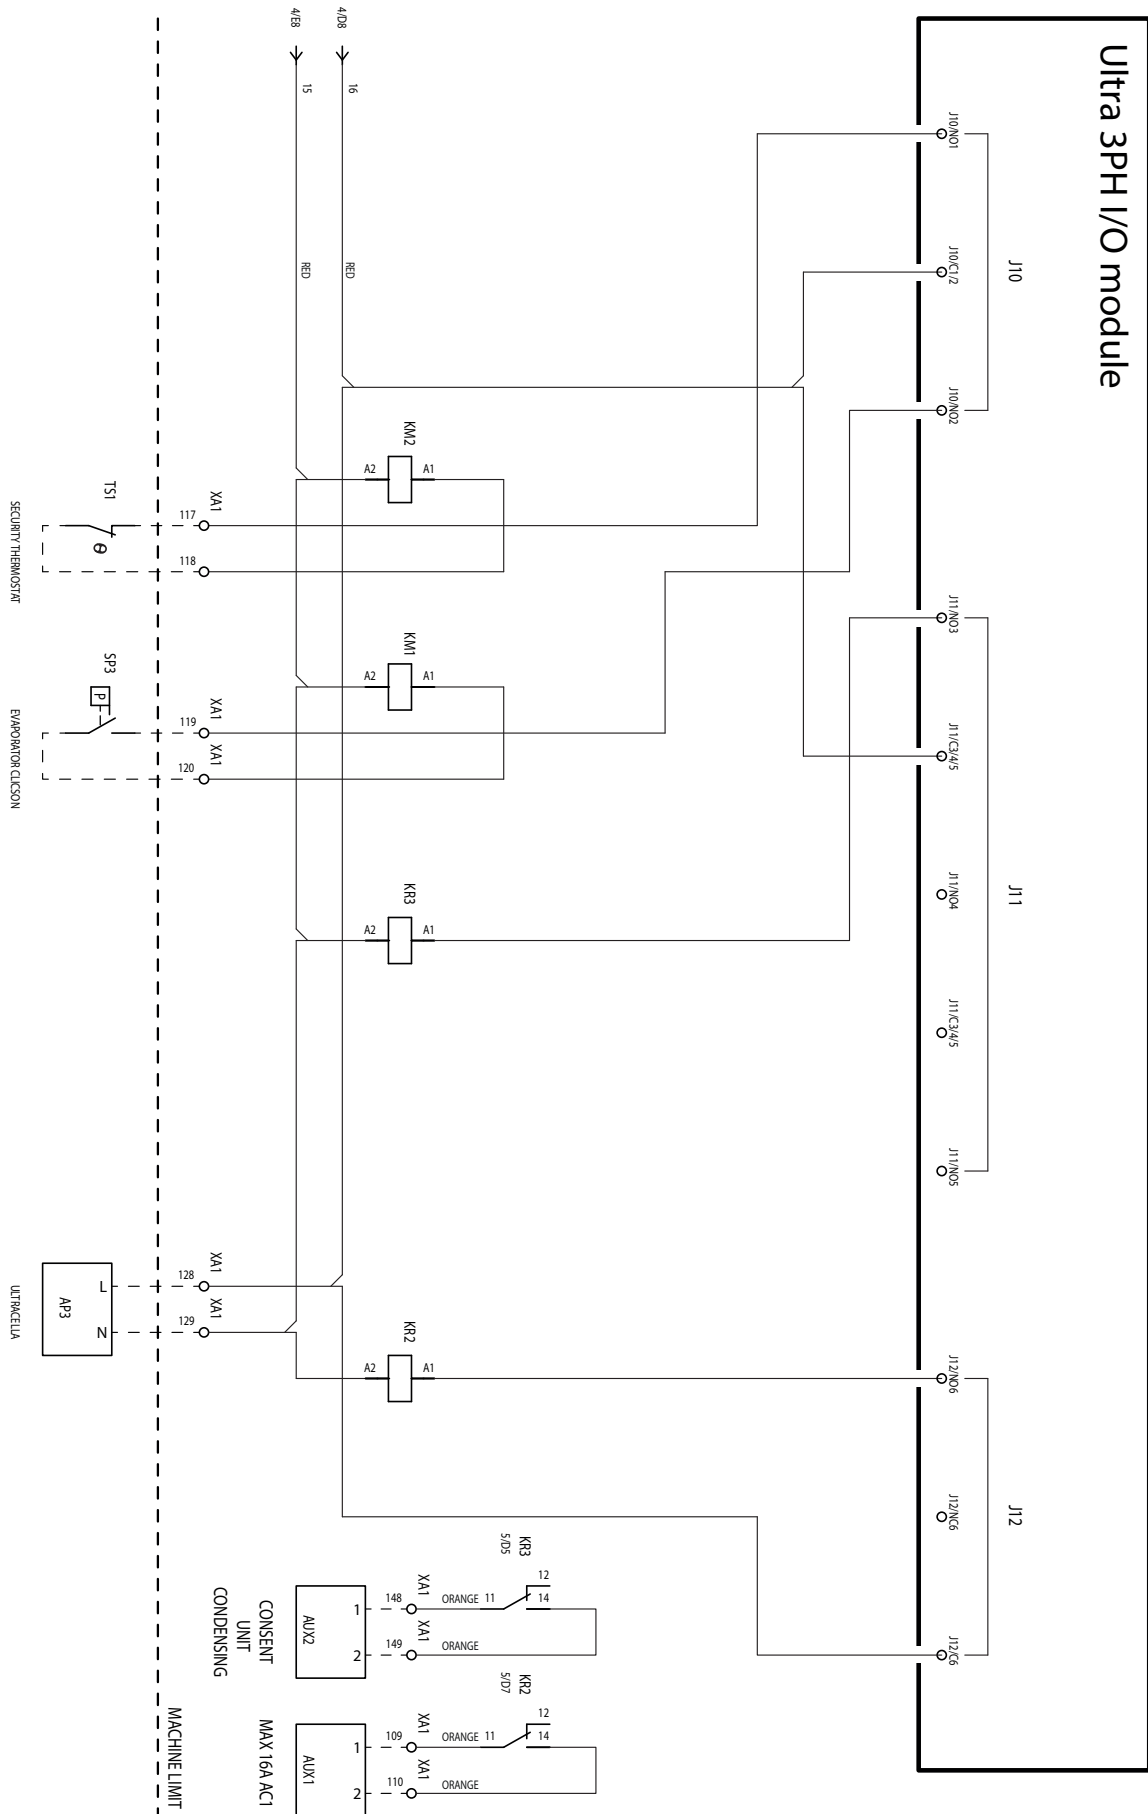 Ultra 3PH I/O module
J10
J11
J12
J10/NO1
J10/C1/2
J10/NO2
J11/NO3
J11/C3/4/5
J11/NO4
J11/C3/4/5
J11/NO5
J12/NO6
J12/NC6
J12/C6
4/D8
16
RED
4/E8
15
RED
KM2
A2
A1
KM1
A2
A1
KR3
A2
A1
KR2
A2
A1
KR3
5/D5
12
11
14
ORANGE
ORANGE
XA1
148
XA1
149
1
2
AUX2
CONSENT
UNIT
CONDENSING
KR2
5/D7
12
11
14
ORANGE
ORANGE
XA1
109
XA1
110
1
2
AUX1
MAX 16A AC1
MACHINE LIMIT
XA1
117
118
TS1
θ
SECURITY THERMOSTAT
XA1
119
XA1
120
SP3
P
EVAPORATOR CLICSON
XA1
128
XA1
129
L
N
AP3
ULTRACELLA